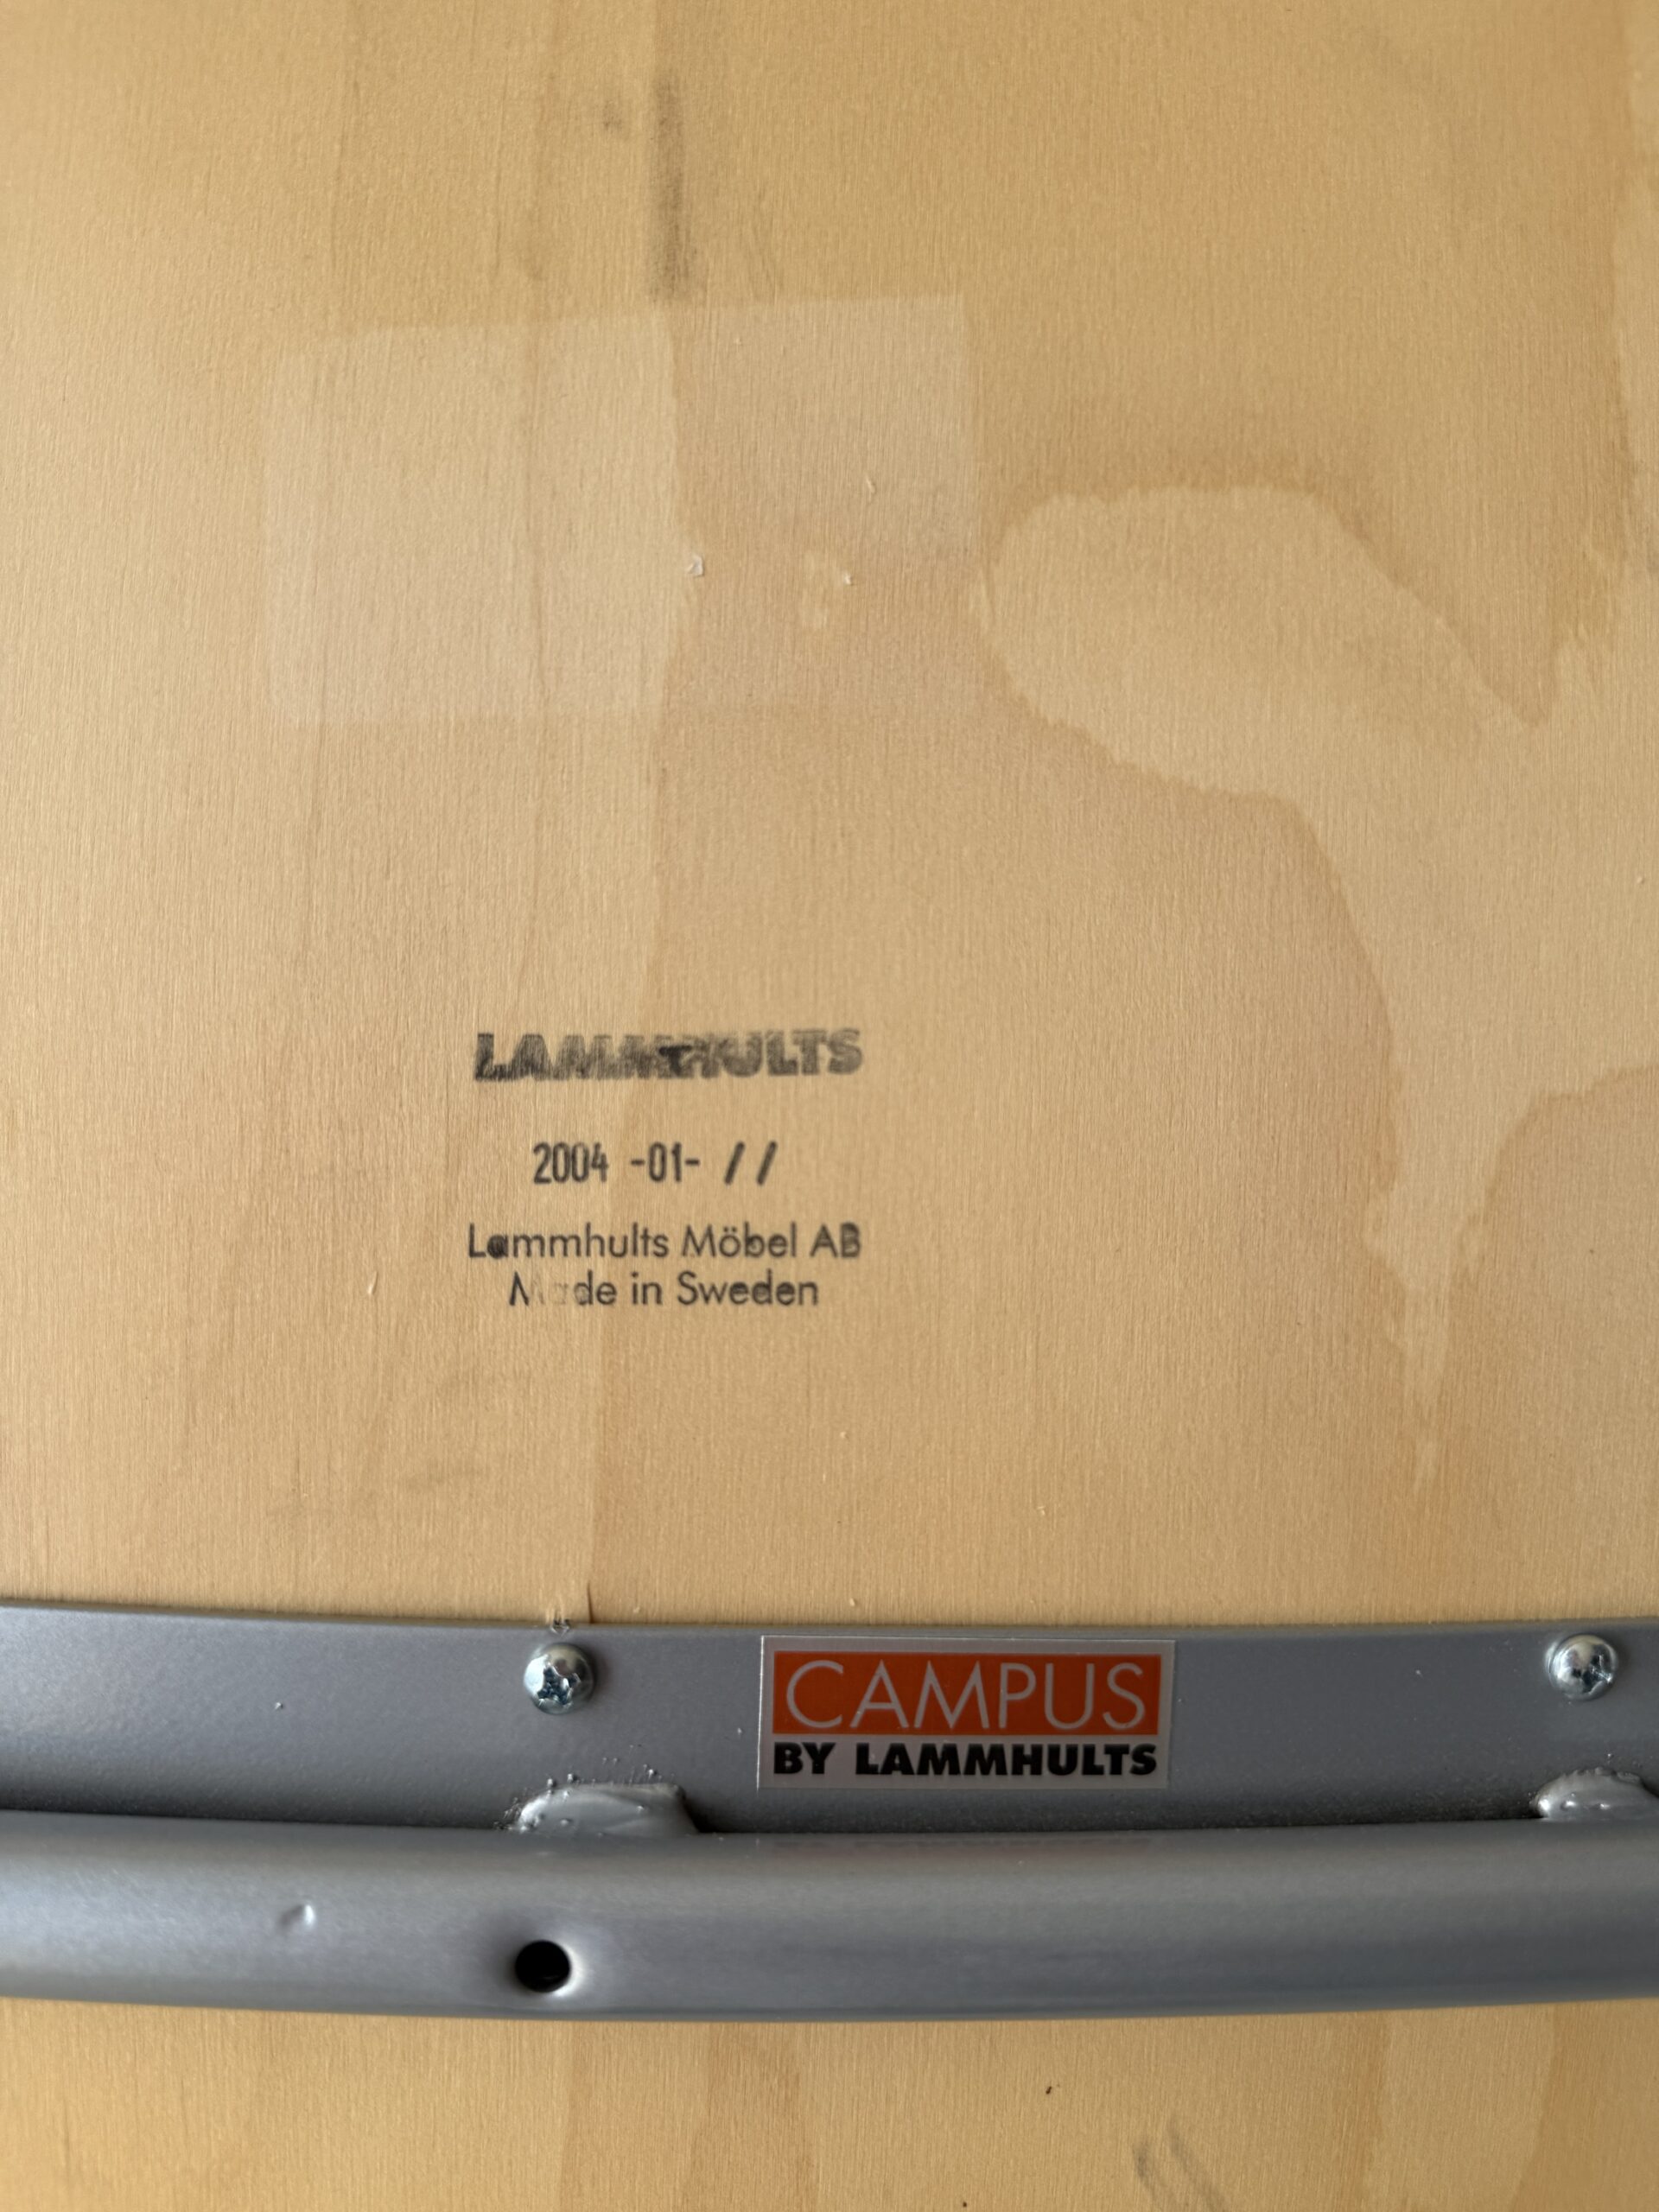 LAMMHULTS
2004 -01- //
Lammhults Möbel AB
Made in Sweden
CAMPUS
BY LAMMHULTS